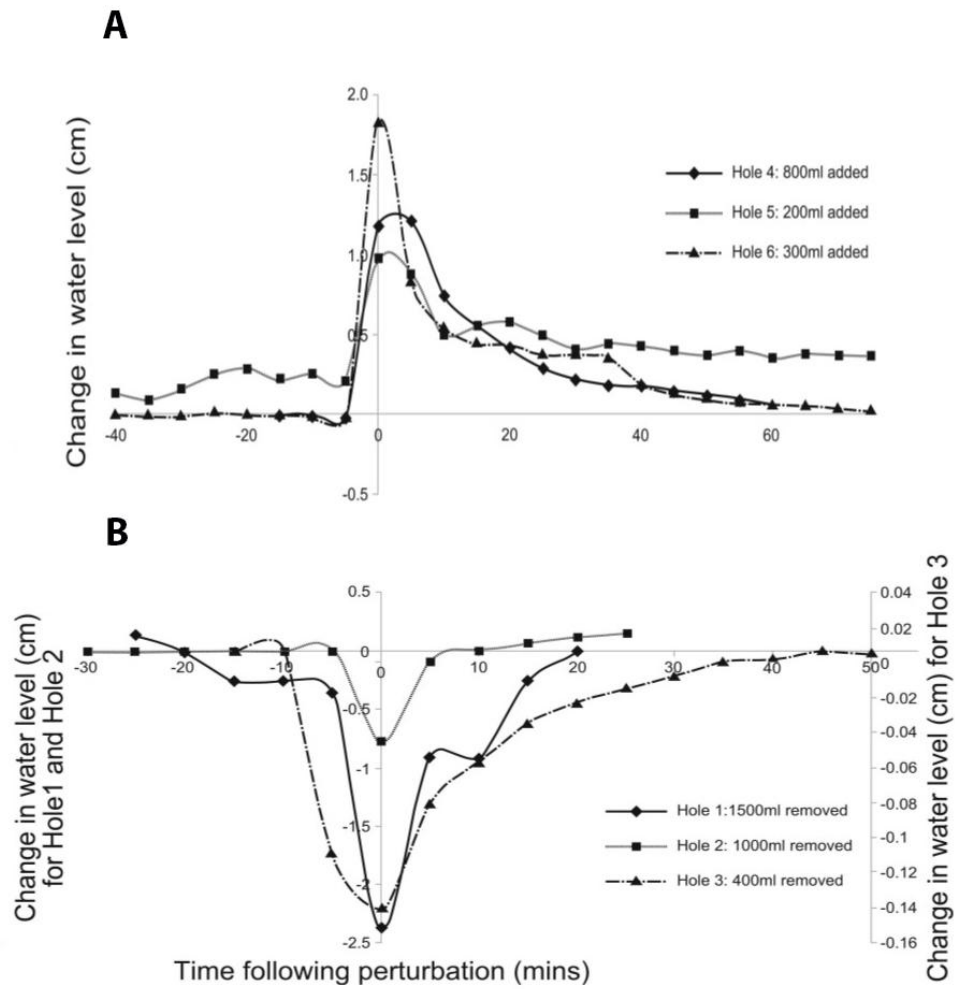 A
Change in water level (cm)
2.0
1.5
1.0
0.5
-0.5
-40
-20
0
20
40
60
Hole 4: 800ml added
Hole 5: 200ml added
Hole 6: 300ml added
B
Change in water level (cm)
for Hole1 and Hole 2
0.5
0
-0.5
-1
-1.5
-2
-2.5
-30
-20
-10
0
10
20
30
40
50
0.04
0.02
0
-0.02
-0.04
-0.06
-0.08
-0.1
-0.12
-0.14
-0.16
Change in water level (cm) for Hole 3
Hole 1:1500ml removed
Hole 2: 1000ml removed
Hole 3: 400ml removed
Time following perturbation (mins)